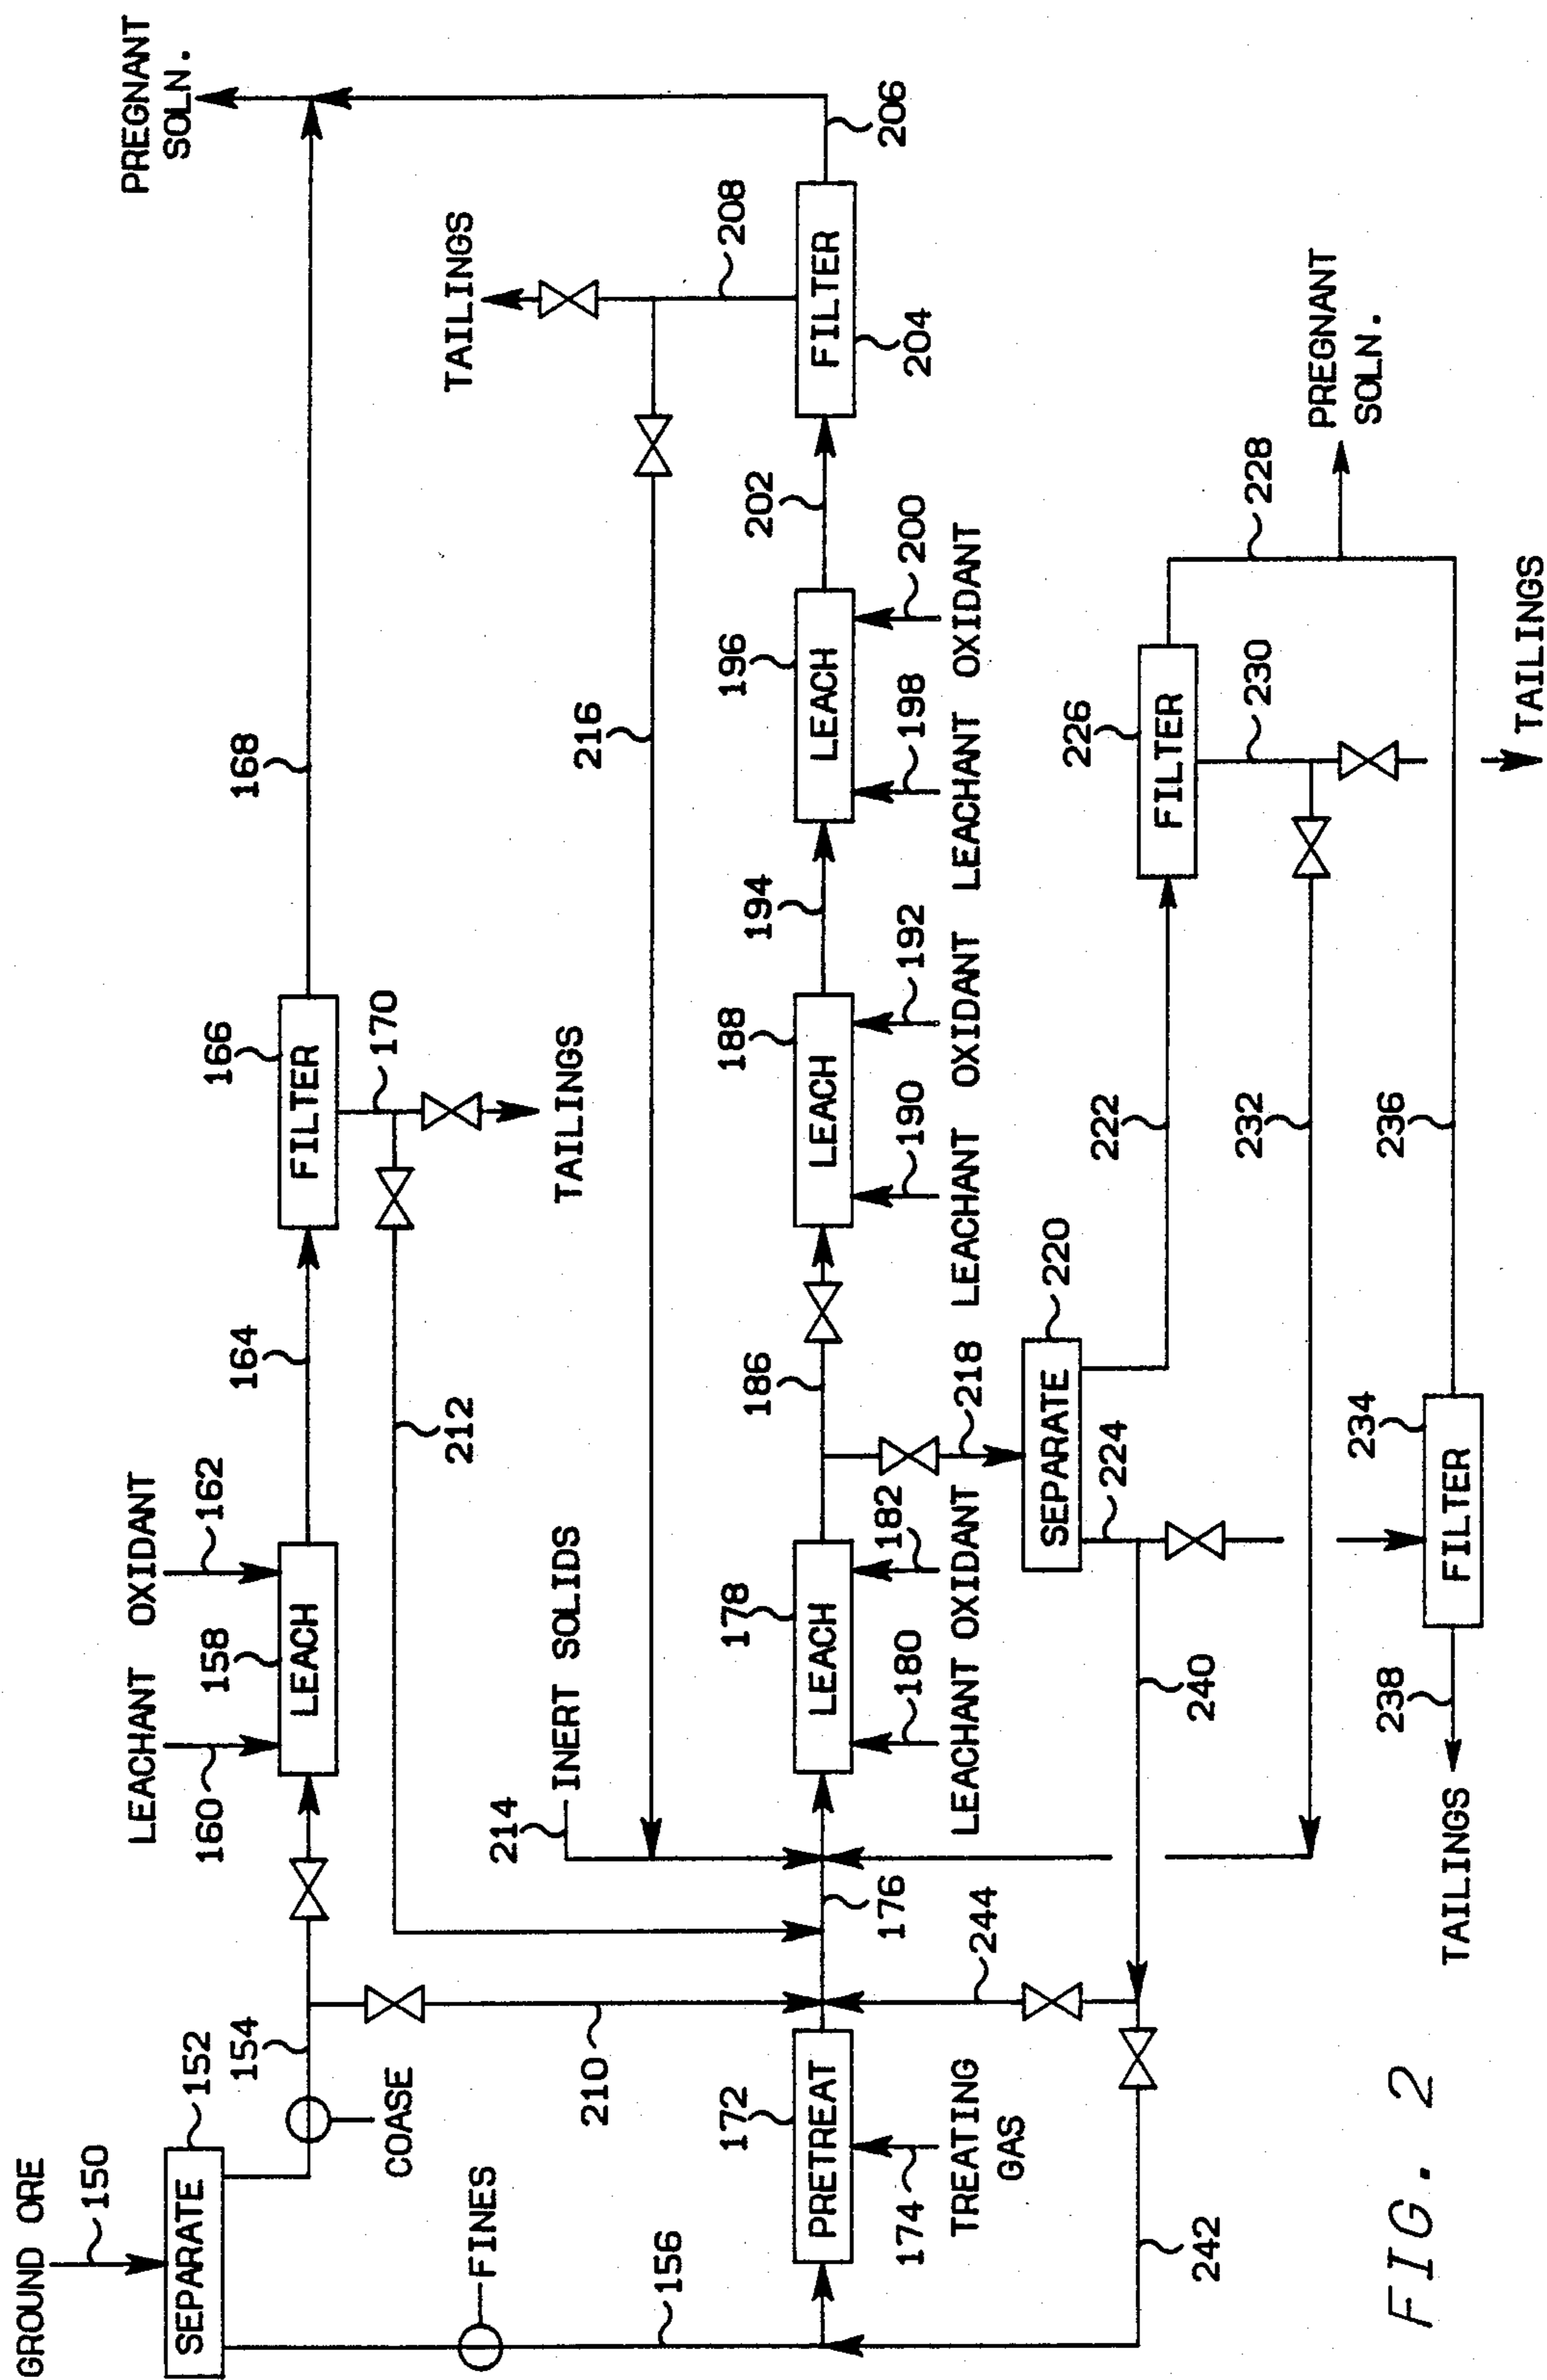 GROUND ORE
150
SEPARATE
152
154
COASE
FINES
156
LEACHANT
OXIDANT
160
162
158
LEACH
164
166
FILTER
168
170
TAILINGS
212
210
PREGNANT
SOLN.
INERT SOLIDS
214
216
TAILINGS
208
172
PRETREAT
174
TREATING
GAS
176
178
LEACH
180
182
LEACHANT OXIDANT
186
188
LEACH
190
192
LEACHANT OXIDANT
194
196
LEACH
198
200
LEACHANT OXIDANT
LEACHANT OXIDANT
202
FILTER
204
206
218
220
SEPARATE
222
224
226
FILTER
228
230
PREGNANT
SOLN.
TAILINGS
232
234
FILTER
236
238
TAILINGS
240
242
244
FIG. 2